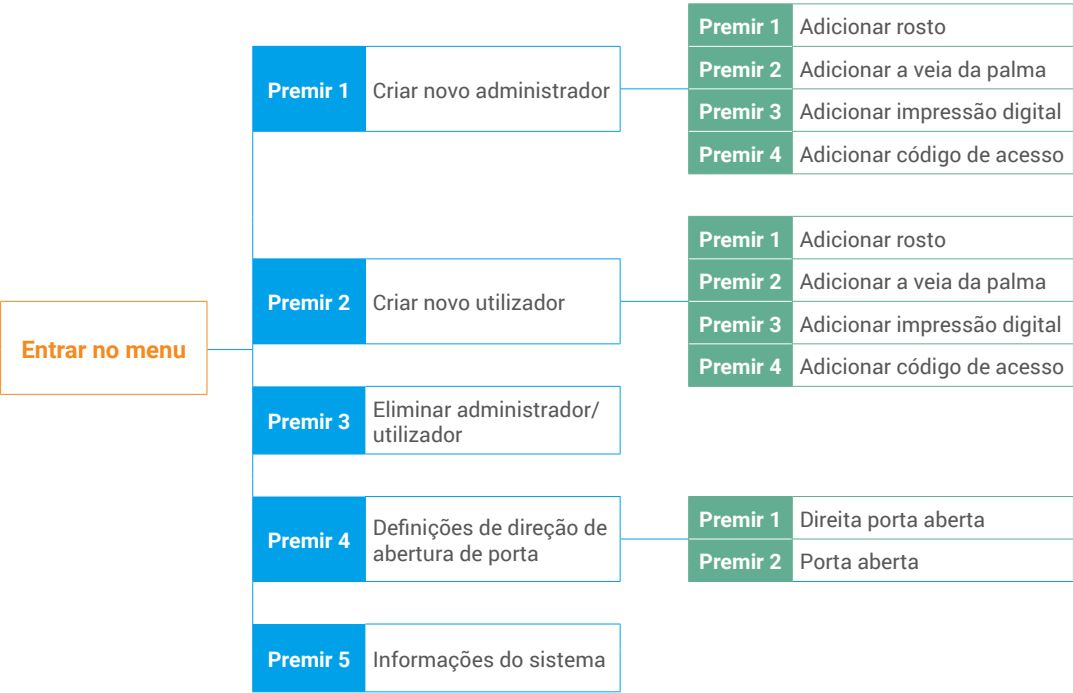 Entrar no menu
Premir 1 Criar novo administrador
Premir 1 Adicionar rosto
Premir 2 Adicionar a veia da palma
Premir 3 Adicionar impressão digital
Premir 4 Adicionar código de acesso
Premir 2 Criar novo utilizador
Premir 1 Adicionar rosto
Premir 2 Adicionar a veia da palma
Premir 3 Adicionar impressão digital
Premir 4 Adicionar código de acesso
Premir 3 Eliminar administrador/
utilizador
Premir 4 Definições de direção de
abertura de porta
Premir 1 Direita porta aberta
Premir 2 Porta aberta
Premir 5 Informações do sistema